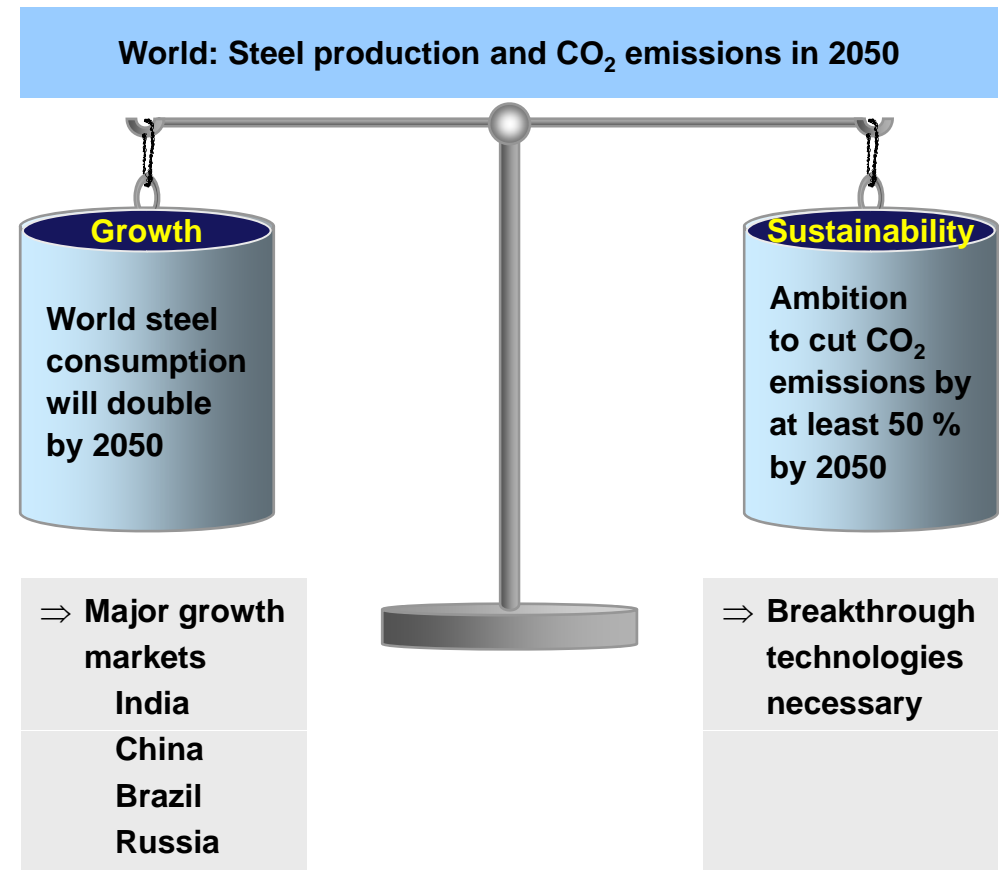 World: Steel production and CO₂ emissions in 2050
Growth
World steel
consumption
will double
by 2050
Sustainability
Ambition
to cut CO₂
emissions by
at least 50 %
by 2050
⇒ Major growth
markets
India
China
Brazil
Russia
⇒ Breakthrough
technologies
necessary